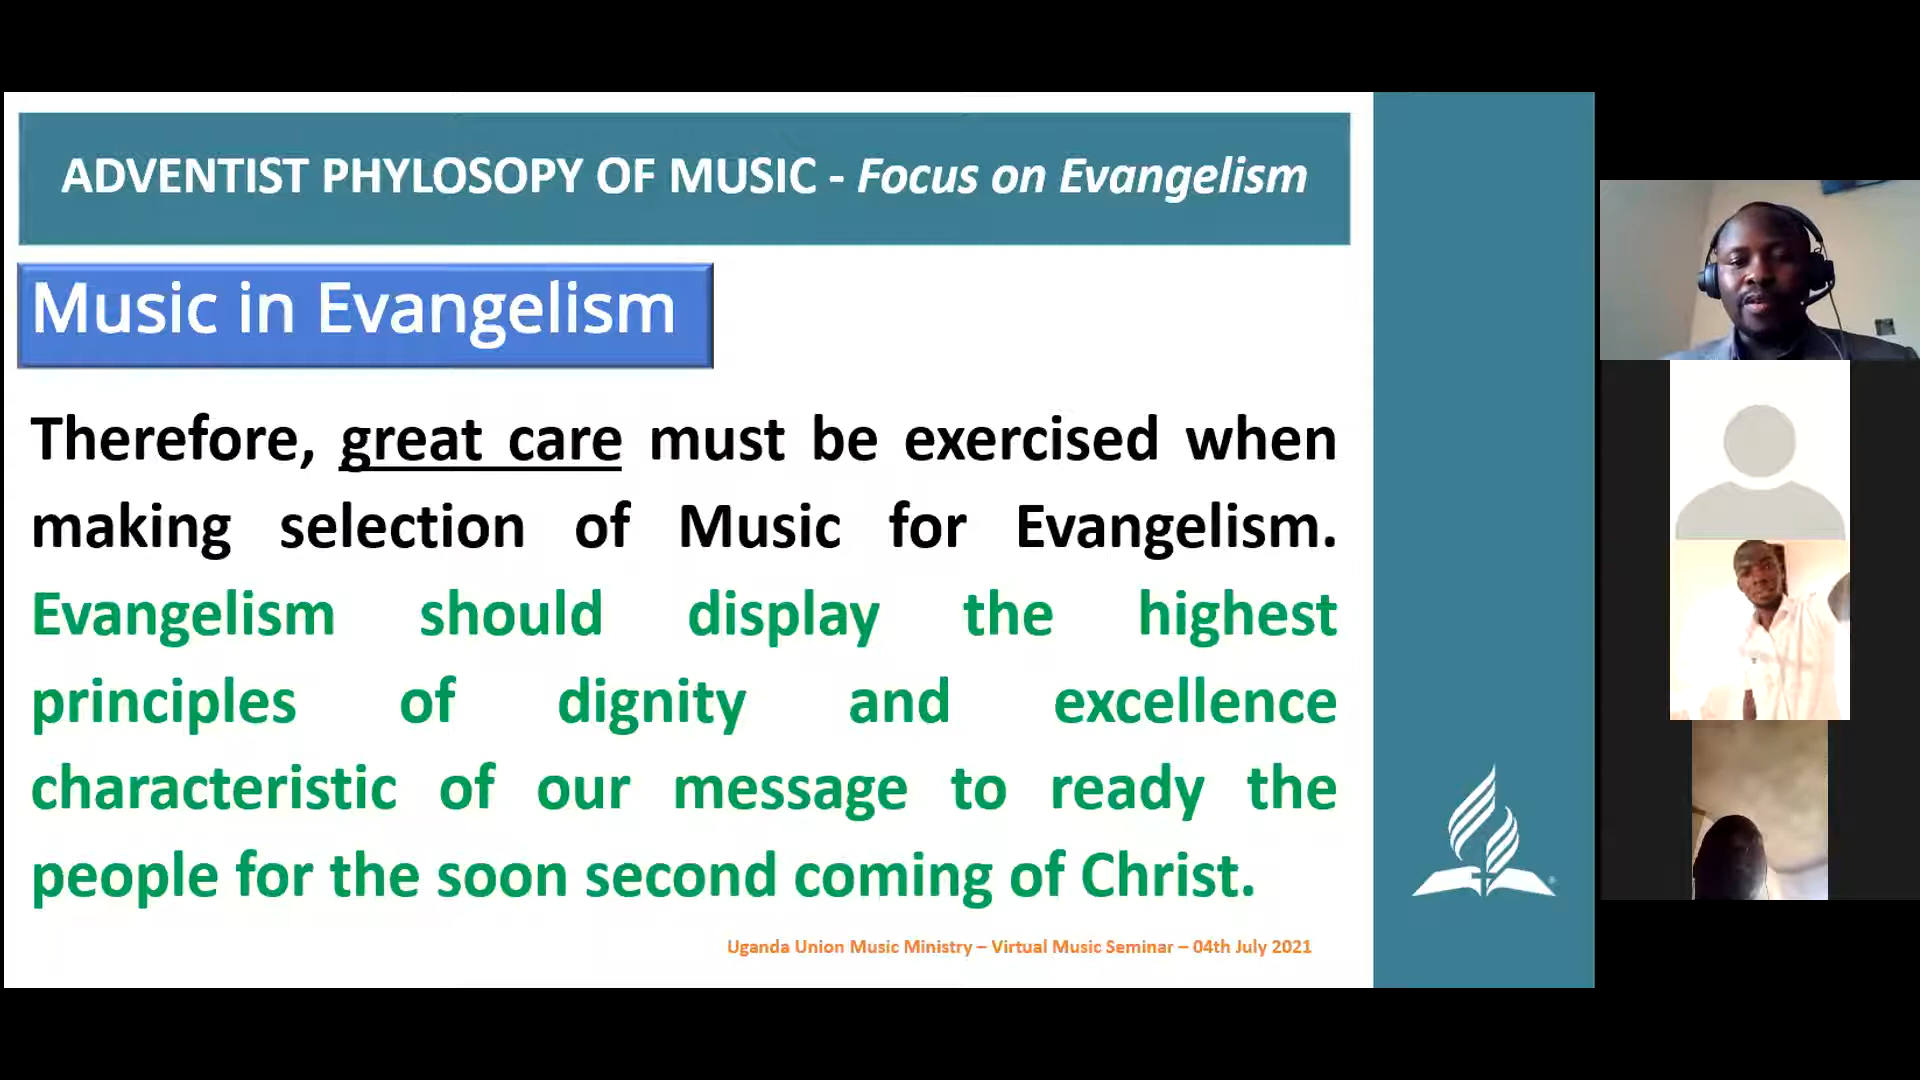 ADVENTIST PHYLOSOPY OF MUSIC - Focus on Evangelism
Music in Evangelism
Therefore, great care must be exercised when
making selection of Music for Evangelism.
Evangelism should display the highest
principles of dignity and excellence
characteristic of our message to ready the
people for the soon second coming of Christ.
Uganda Union Music Ministry – Virtual Music Seminar – 04th July 2021